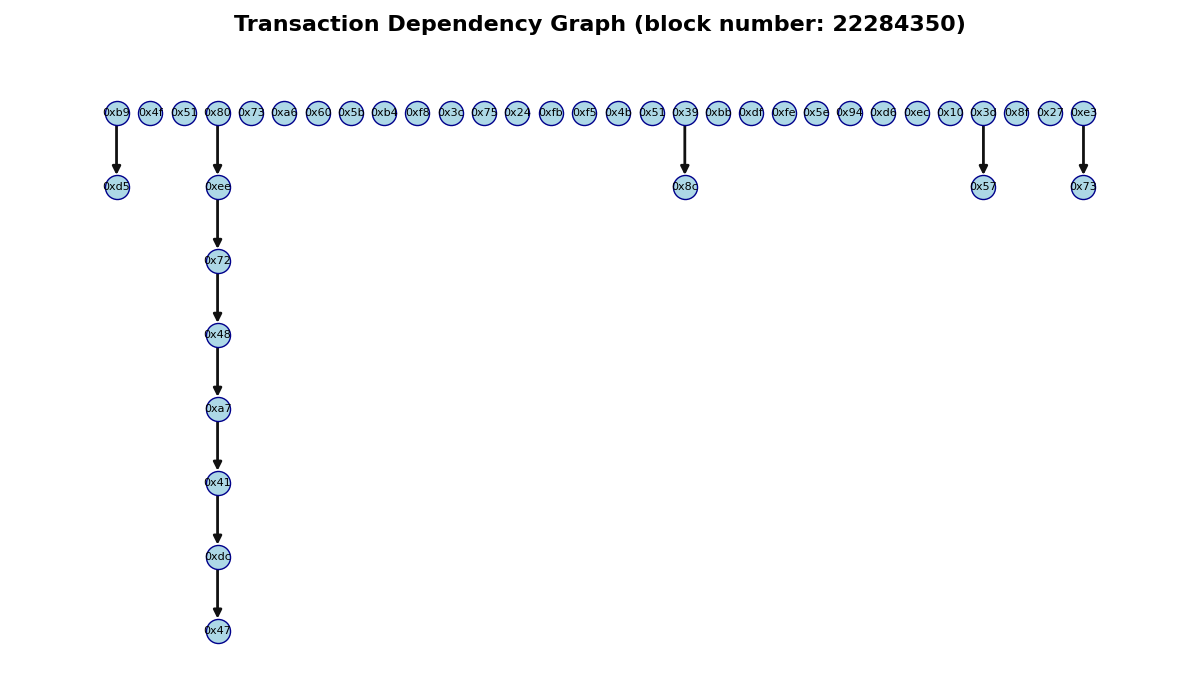 Transaction Dependency Graph (block number: 22284350)
0xb9 0x4f 0x51 0x80 0x73 0xa6 0x60 0x5b 0xb4 0xf8 0x3c 0x75 0x24 0xfb 0xf5 0x4b 0x51 0x39 0xbb 0xdf 0xfe 0x5e 0x94 0xd6 0xec 0x10 0x3d 0x8f 0x27 0xe3
0xd5 0xee 0x8c 0x57 0x73
0x72
0x48
0xa7
0x41
0xdc
0x47